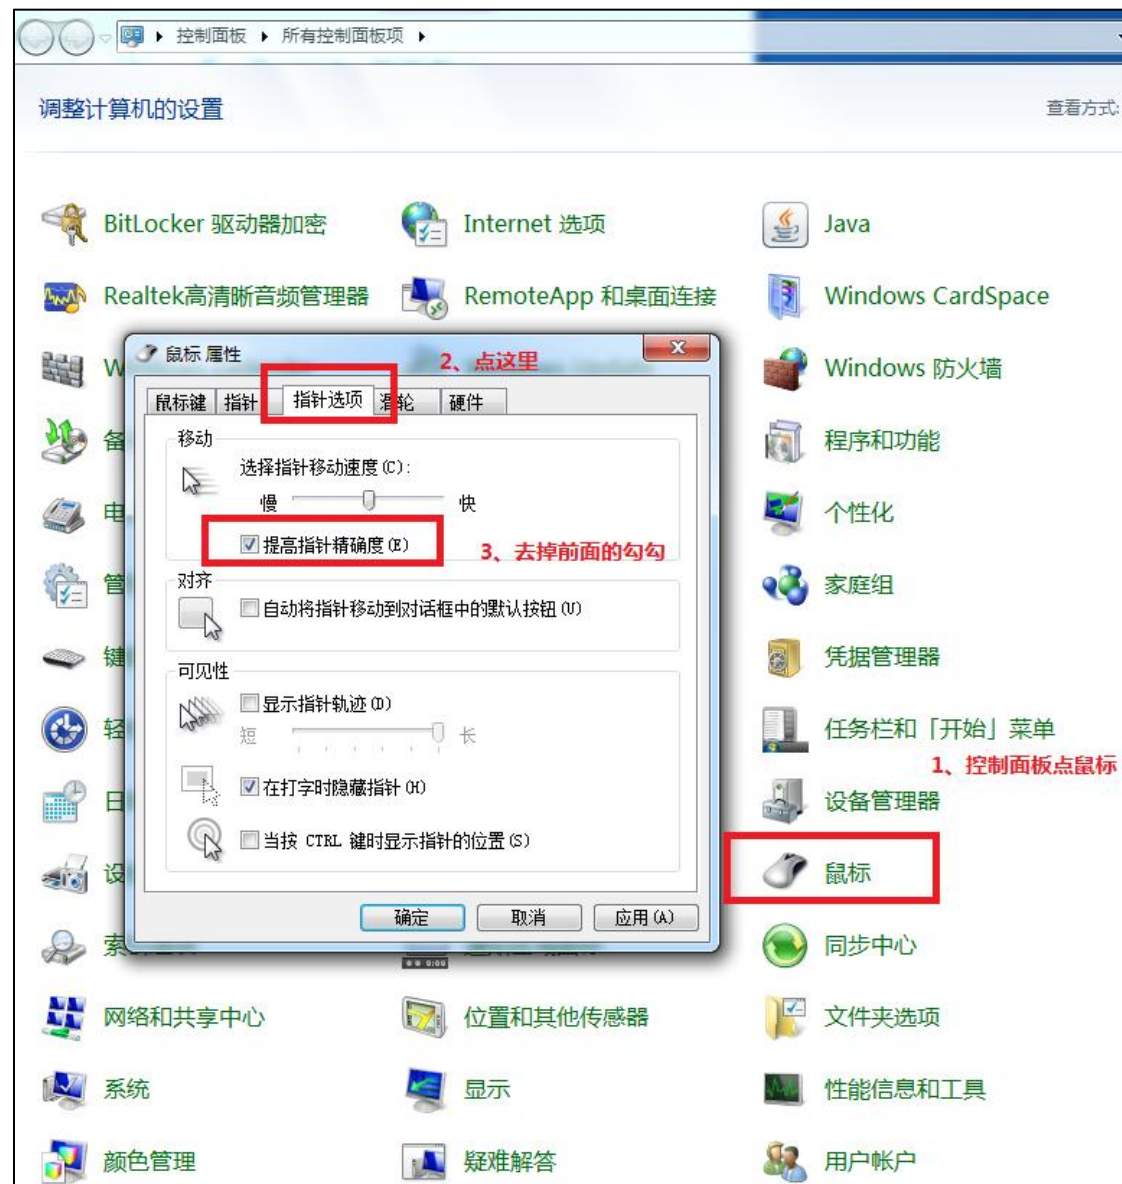 控制面板 ▸ 所有控制面板项 ▸
调整计算机的设置
查看方式:
BitLocker 驱动器加密
Internet 选项
Java
Realtek高清晰音频管理器
RemoteApp 和桌面连接
Windows CardSpace
鼠标 属性
2、点这里
Windows 防火墙
鼠标键
指针
指针选项
滑轮
硬件
移动
选择指针移动速度(C):
慢
快
提高指针精确度(E)
3、去掉前面的勾勾
对齐
自动将指针移动到对话框中的默认按钮(U)
可见性
显示指针轨迹(D)
短
长
在打字时隐藏指针(H)
当按 CTRL 键时显示指针的位置(S)
确定
取消
应用(A)
W
备
电
管
键
轻
日
设
索
程序和功能
个性化
家庭组
凭据管理器
任务栏和「开始」菜单
1、控制面板点鼠标
设备管理器
鼠标
同步中心
网络和共享中心
位置和其他传感器
文件夹选项
系统
显示
性能信息和工具
颜色管理
疑难解答
用户帐户